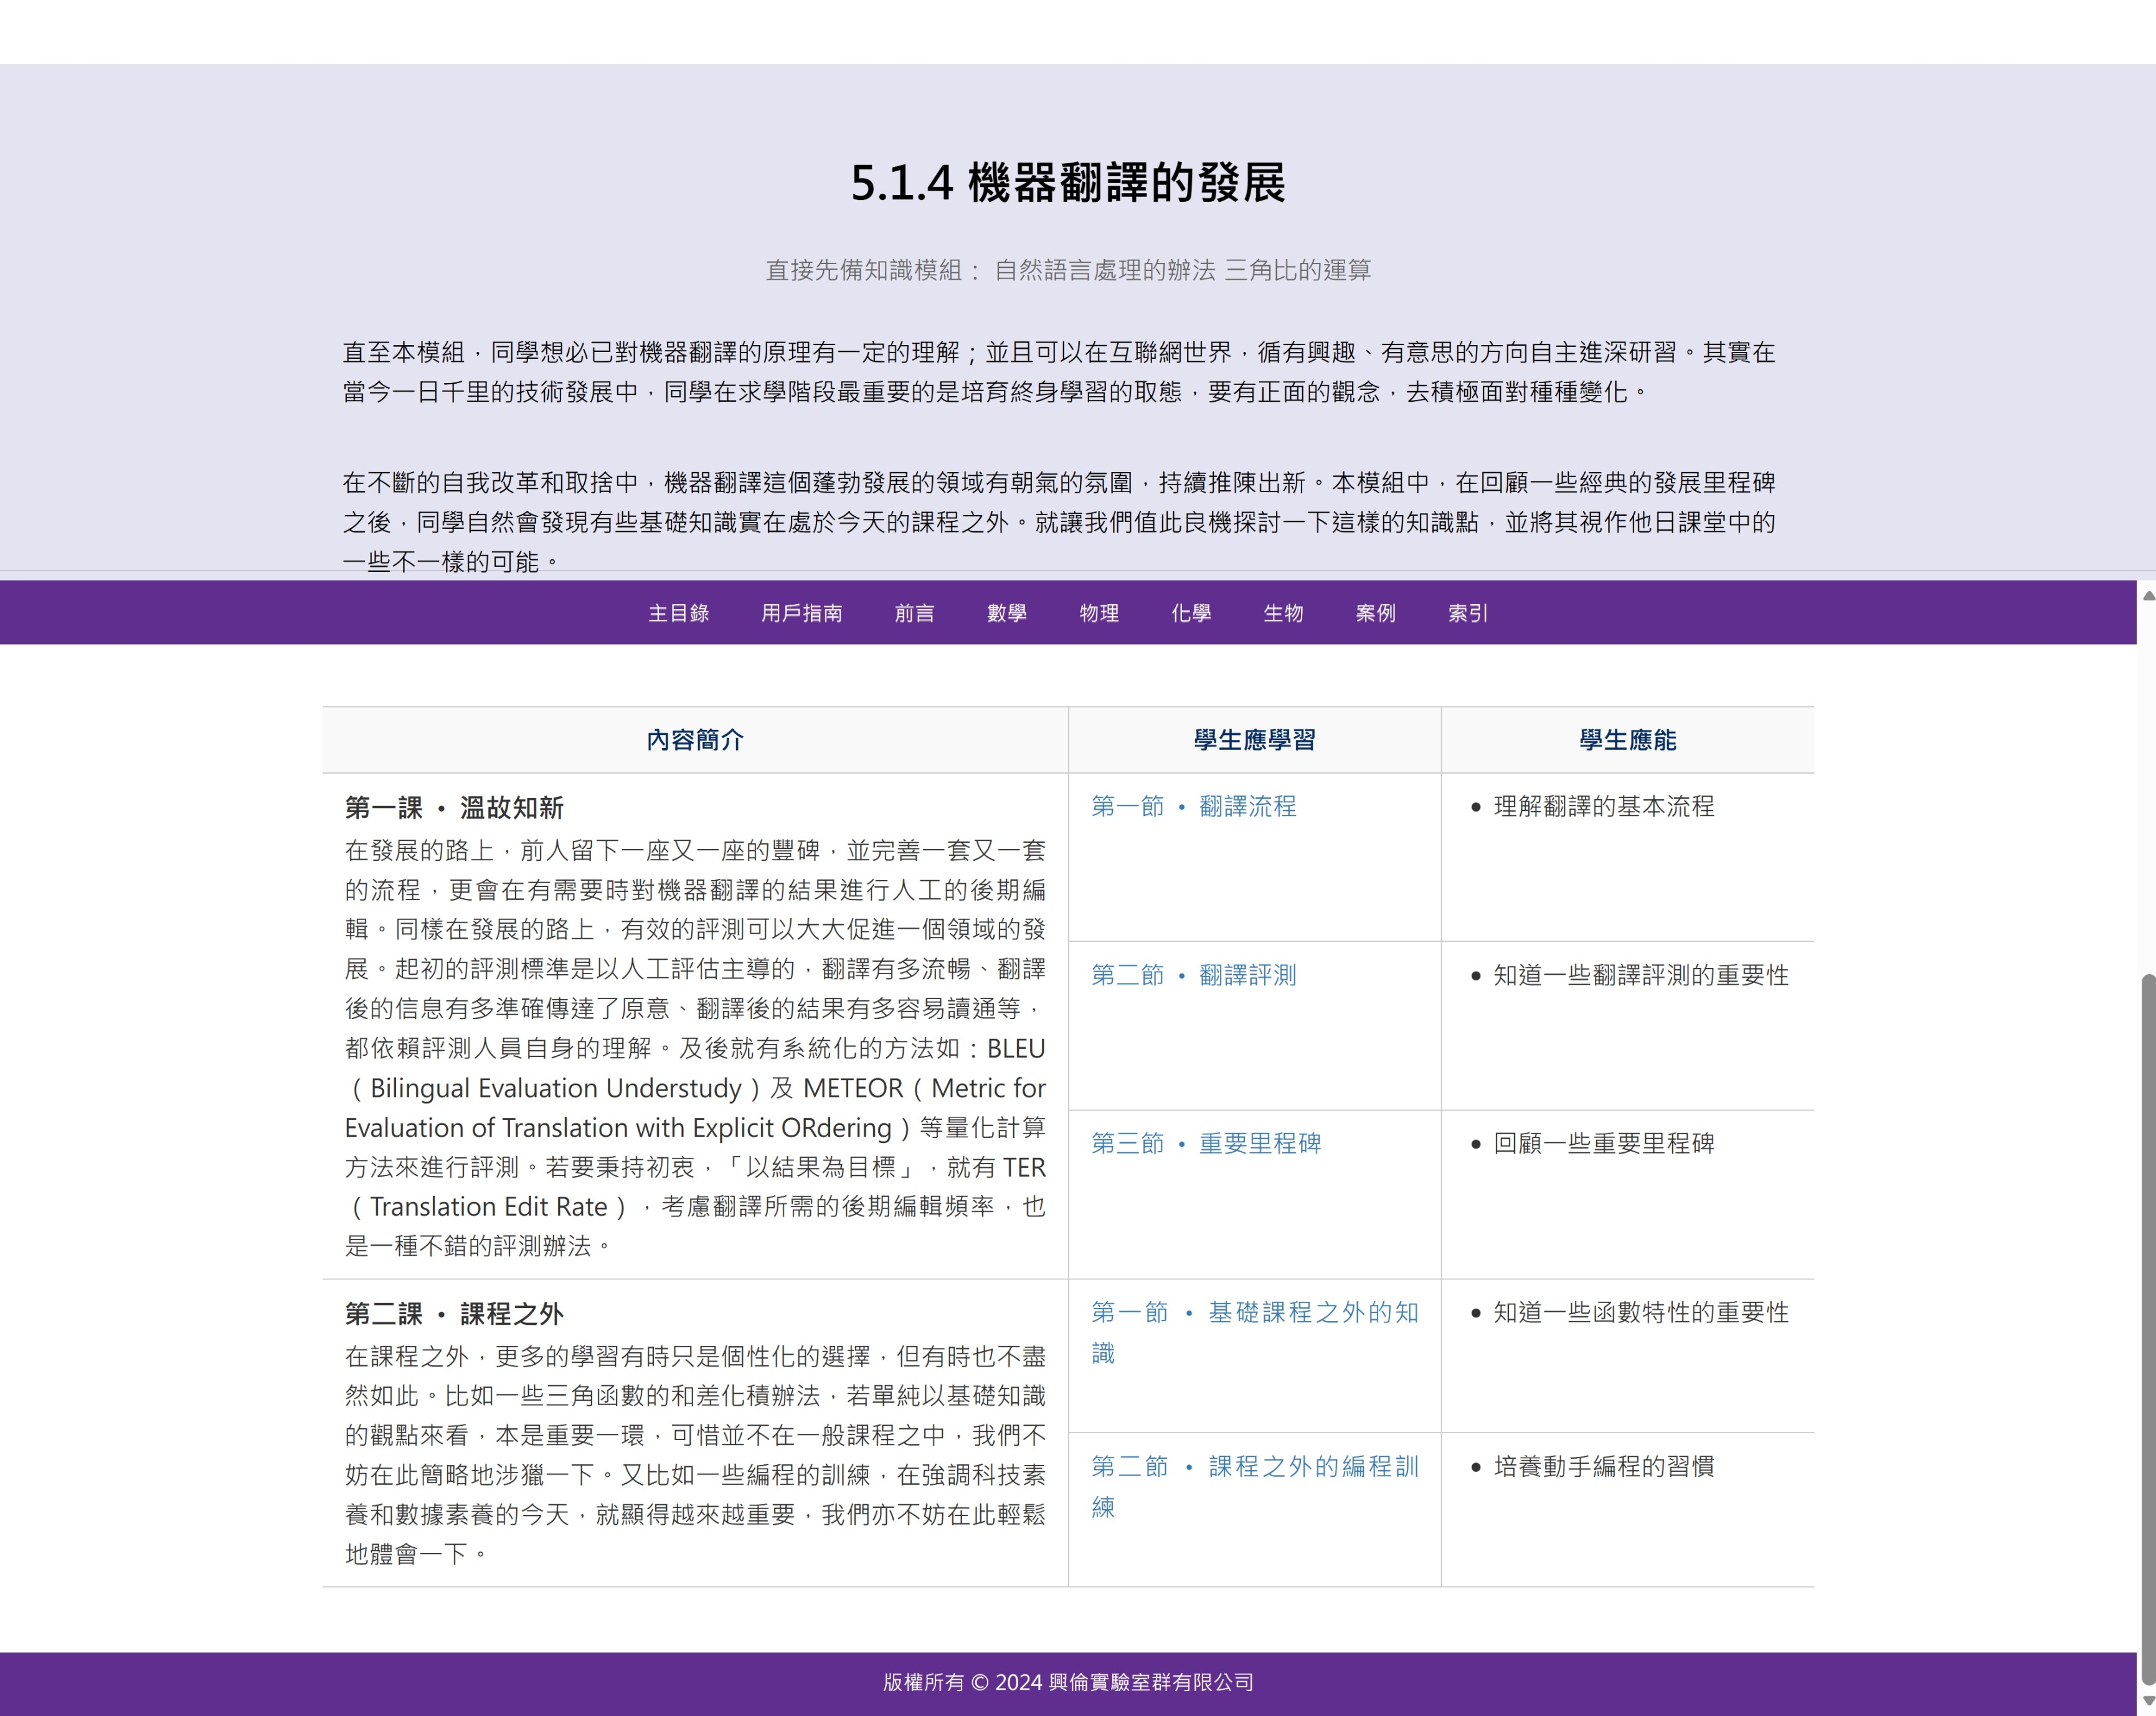 5.1.4 機器翻譯的發展
直接先備知識模組： 自然語言處理的辦法 三角比的運算
直至本模組，同學想必已對機器翻譯的原理有一定的理解；並且可以在互聯網世界，循有興趣、有意思的方向自主進深研習。其實在
當今一日千里的技術發展中，同學在求學階段最重要的是培育終身學習的取態，要有正面的觀念，去積極面對種種變化。
在不斷的自我改革和取捨中，機器翻譯這個蓬勃發展的領域有朝氣的氛圍，持續推陳出新。本模組中，在回顧一些經典的發展里程碑
之後，同學自然會發現有些基礎知識實在處於今天的課程之外。就讓我們值此良機探討一下這樣的知識點，並將其視作他日課堂中的
一些不一樣的可能。
主目錄 用戶指南 前言 數學 物理 化學 生物 案例 索引
內容簡介 學生應學習 學生應能
第一課 • 溫故知新
在發展的路上，前人留下一座又一座的豐碑，並完善一套又一套
的流程，更會在有需要時對機器翻譯的結果進行人工的後期編
輯。同樣在發展的路上，有效的評測可以大大促進一個領域的發
展。起初的評測標準是以人工評估主導的，翻譯有多流暢、翻譯
後的信息有多準確傳達了原意、翻譯後的結果有多容易讀通等，
都依賴評測人員自身的理解。及後就有系統化的方法如：BLEU
（Bilingual Evaluation Understudy）及 METEOR（Metric for
Evaluation of Translation with Explicit ORdering）等量化計算
方法來進行評測。若要秉持初衷，「以結果為目標」，就有 TER
（Translation Edit Rate），考慮翻譯所需的後期編輯頻率，也
是一種不錯的評測辦法。
第一節 • 翻譯流程
• 理解翻譯的基本流程
第二節 • 翻譯評測
• 知道一些翻譯評測的重要性
第三節 • 重要里程碑
• 回顧一些重要里程碑
第二課 • 課程之外
在課程之外，更多的學習有時只是個性化的選擇，但有時也不盡
然如此。比如一些三角函數的和差化積辦法，若單純以基礎知識
的觀點來看，本是重要一環，可惜並不在一般課程之中，我們不
妨在此簡略地涉獵一下。又比如一些編程的訓練，在強調科技素
養和數據素養的今天，就顯得越來越重要，我們亦不妨在此輕鬆
地體會一下。
第一節 • 基礎課程之外的知
識
• 知道一些函數特性的重要性
第二節 • 課程之外的編程訓
練
• 培養動手編程的習慣
版權所有 © 2024 興倫實驗室群有限公司